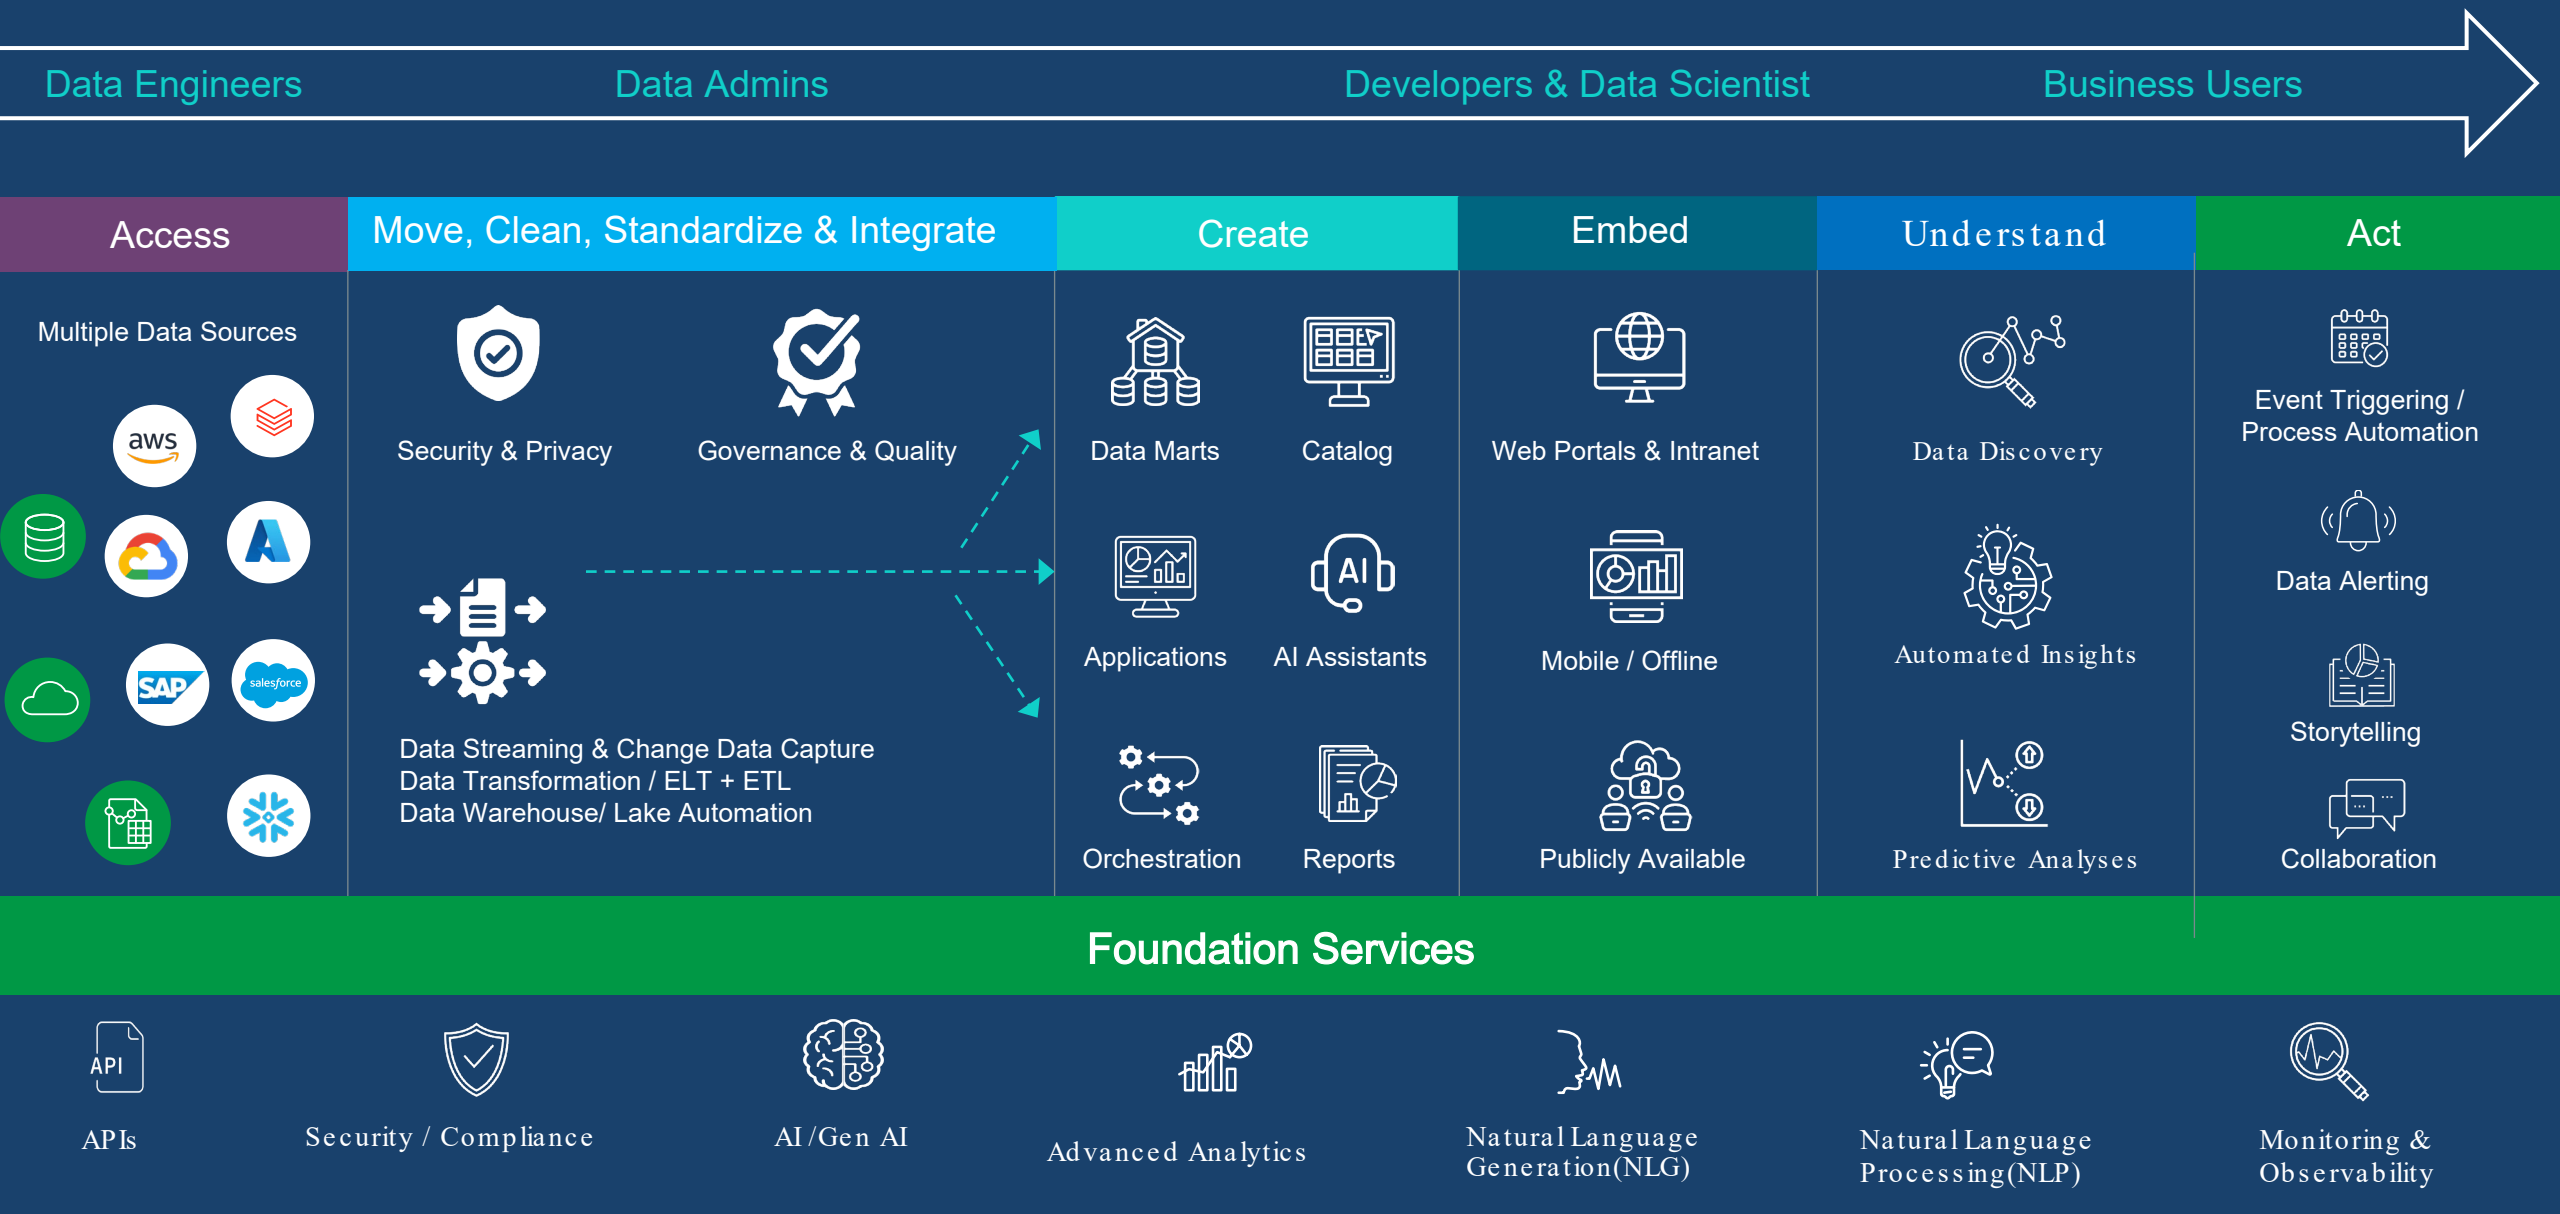 Data Engineers
Data Admins
Developers & Data Scientist
Business Users
Access
Move, Clean, Standardize & Integrate
Create
Embed
Understand
Act
Multiple Data Sources
aws
SAP
salesforce
Security & Privacy
Governance & Quality
Data Streaming & Change Data Capture
Data Transformation / ELT + ETL
Data Warehouse/ Lake Automation
Data Marts
Catalog
AI
Applications
AI Assistants
Orchestration
Reports
Web Portals & Intranet
Mobile / Offline
Publicly Available
Data Discovery
Automated Insights
Predictive Analyses
Event Triggering /
Process Automation
Data Alerting
Storytelling
Collaboration
Foundation Services
API
APIs
Security / Compliance
AI /Gen AI
Advanced Analytics
Natural Language
Generation(NLG)
Natural Language
Processing(NLP)
Monitoring &
Observability